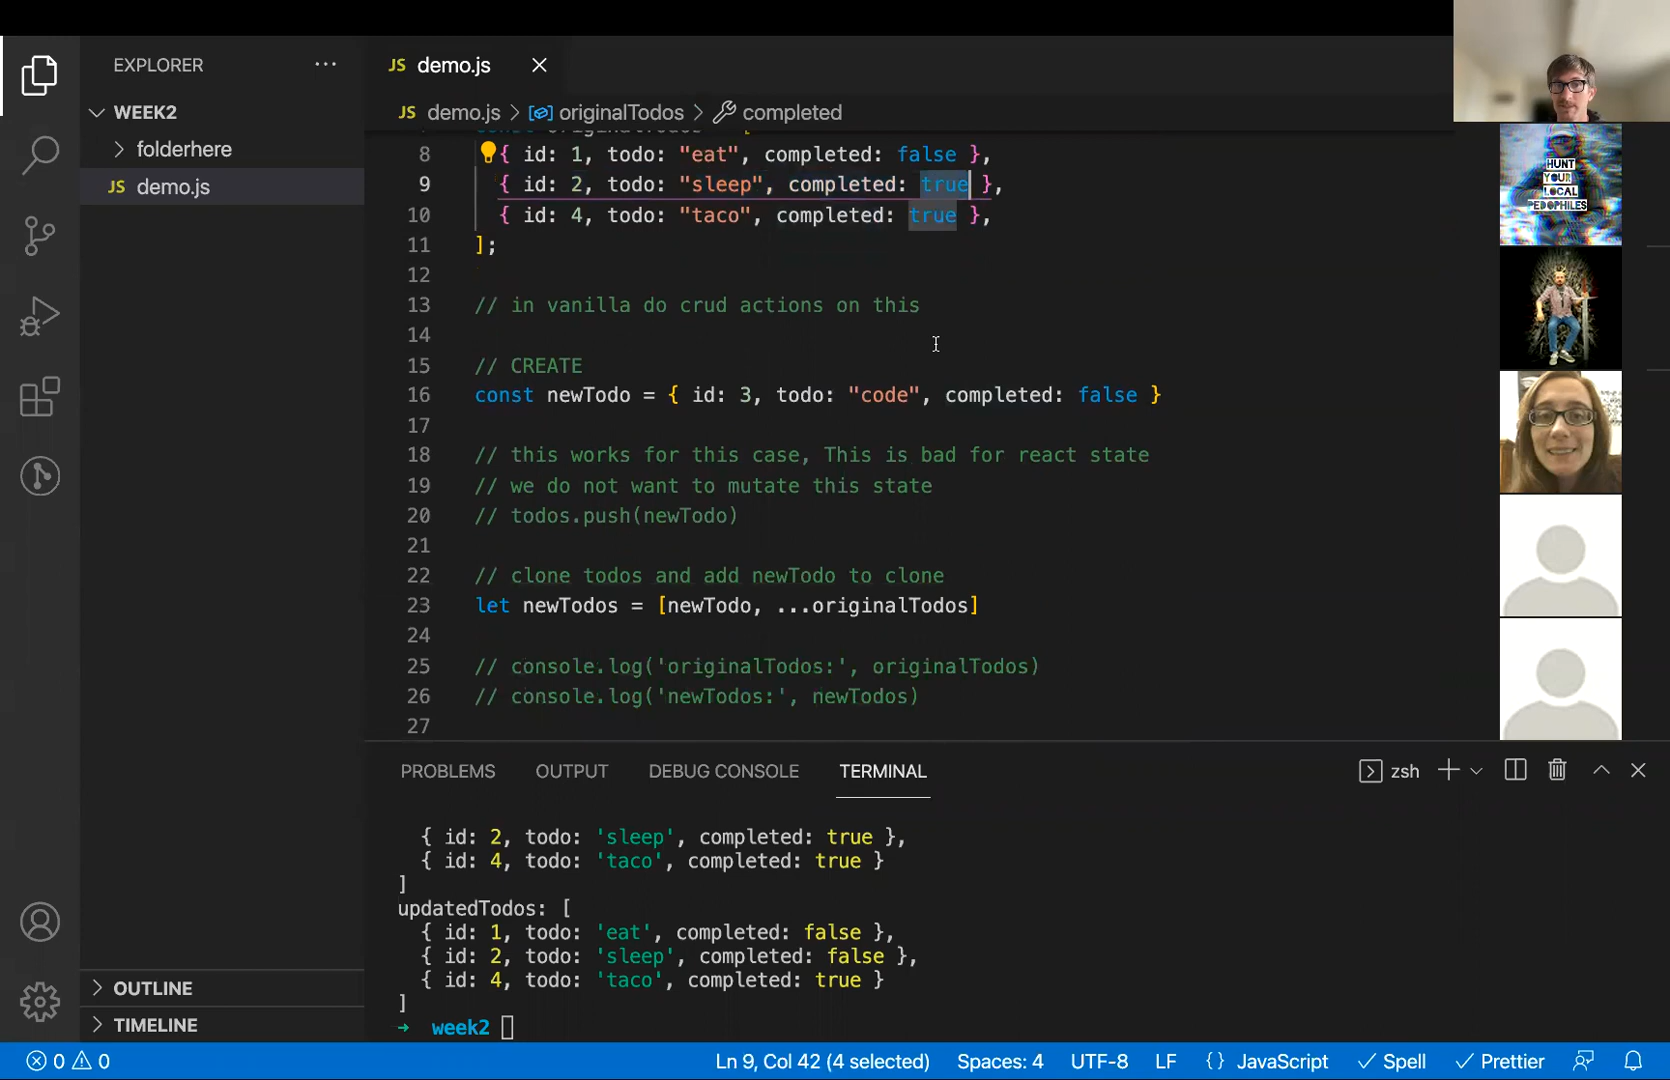 EXPLORER
JS demo.js
WEEK2
JS demo.js > originalTodos > completed
folderhere
JS demo.js
8 { id: 1, todo: "eat", completed: false },
9 { id: 2, todo: "sleep", completed: true },
10 { id: 4, todo: "taco", completed: true },
11 ];
12
13 // in vanilla do crud actions on this
14
15 // CREATE
16 const newTodo = { id: 3, todo: "code", completed: false }
17
18 // this works for this case, This is bad for react state
19 // we do not want to mutate this state
20 // todos.push(newTodo)
21
22 // clone todos and add newTodo to clone
23 let newTodos = [newTodo, ...originalTodos]
24
25 // console.log('originalTodos:', originalTodos)
26 // console.log('newTodos:', newTodos)
27
HUNT
YOUR
LOCAL
PEDOPHILES
PROBLEMS OUTPUT DEBUG CONSOLE TERMINAL zsh
{ id: 2, todo: 'sleep', completed: true },
{ id: 4, todo: 'taco', completed: true }
]
updatedTodos: [
{ id: 1, todo: 'eat', completed: false },
{ id: 2, todo: 'sleep', completed: false },
{ id: 4, todo: 'taco', completed: true }
]
→ week2
OUTLINE
TIMELINE
0 0 Ln 9, Col 42 (4 selected) Spaces: 4 UTF-8 LF {} JavaScript ✓ Spell ✓ Prettier